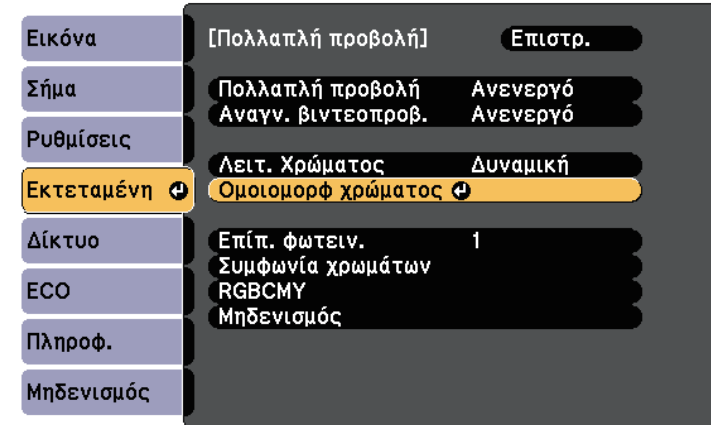 Εικόνα
Σήμα
Ρυθμίσεις
Εκτεταμένη
Δίκτυο
ECO
Πληροφ.
Μηδενισμός
[Πολλαπλή προβολή] Επιστρ.
Πολλαπλή προβολή Ανενεργό
Αναγν. βιντεοπροβ. Ανενεργό
Λειτ. Χρώματος Δυναμική
Ομοιομορφ χρώματος
Επίπ. φωτειν. 1
Συμφωνία χρωμάτων
RGBCMY
Μηδενισμός